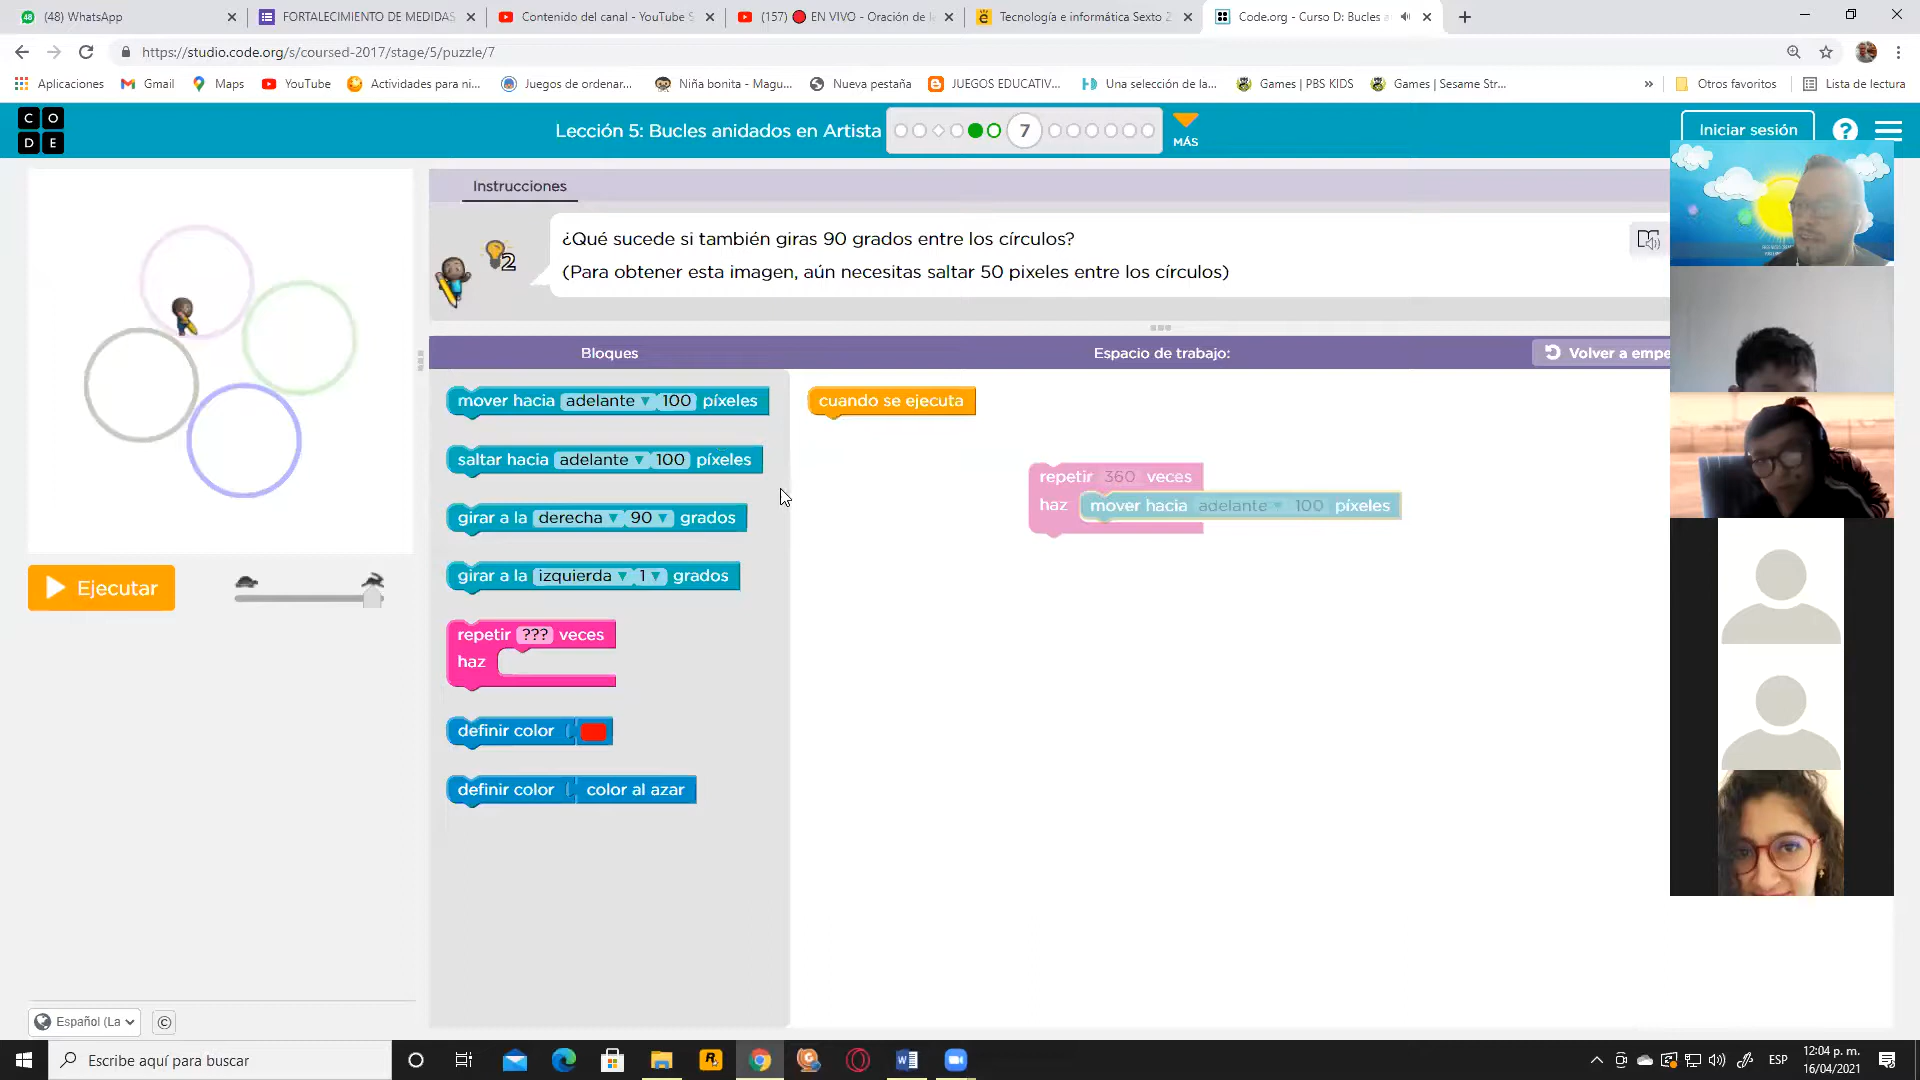 (48) WhatsApp
FORTALECIMIENTO DE MEDIDAS
Contenido del canal - YouTube S
(157) 🔴 EN VIVO - Oración de l
Tecnología e informática Sexto 2
Code.org - Curso D: Bucles a
https://studio.code.org/s/coursed-2017/stage/5/puzzle/7
Aplicaciones
Gmail
Maps
YouTube
Actividades para ni...
Juegos de ordenar...
Niña bonita - Magu...
Nueva pestaña
JUEGOS EDUCATIV...
Una selección de la...
Games | PBS KIDS
Games | Sesame Str...
»
Otros favoritos
Lista de lectura
C O
D E
Lección 5: Bucles anidados en Artista
7
MÁS
Iniciar sesión
?
Instrucciones
2
¿Qué sucede si también giras 90 grados entre los círculos?
(Para obtener esta imagen, aún necesitas saltar 50 pixeles entre los círculos)
Bloques
Espacio de trabajo:
Volver a empe
mover hacia adelante 100 píxeles
saltar hacia adelante 100 píxeles
girar a la derecha 90 grados
girar a la izquierda 1 grados
repetir ??? veces
haz
definir color
definir color color al azar
cuando se ejecuta
repetir 360 veces
haz mover hacia adelante 100 píxeles
Ejecutar
Español (La
©
Escribe aquí para buscar
ESP
12:04 p. m.
16/04/2021